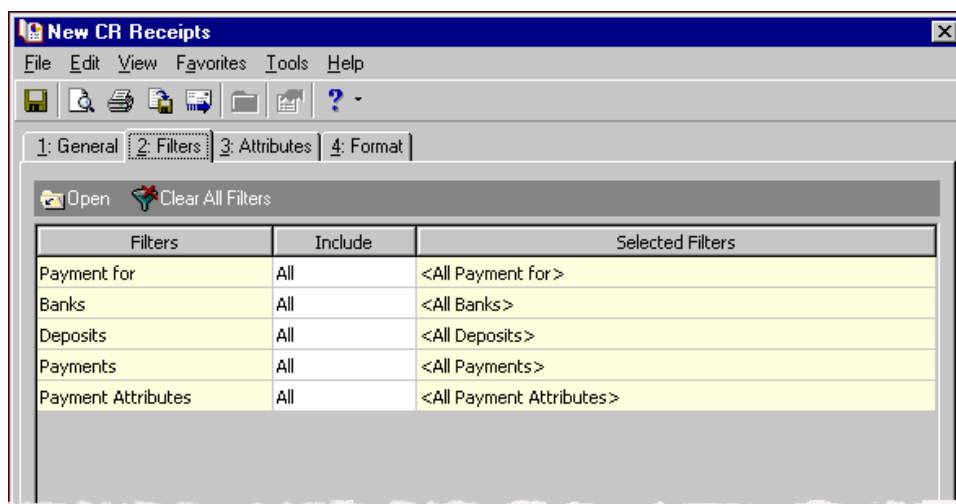 New CR Receipts
File Edit View Favorites Tools Help
1: General 2: Filters 3: Attributes 4: Format
Open Clear All Filters
Filters Include Selected Filters
Payment for All <All Payment for>
Banks All <All Banks>
Deposits All <All Deposits>
Payments All <All Payments>
Payment Attributes All <All Payment Attributes>